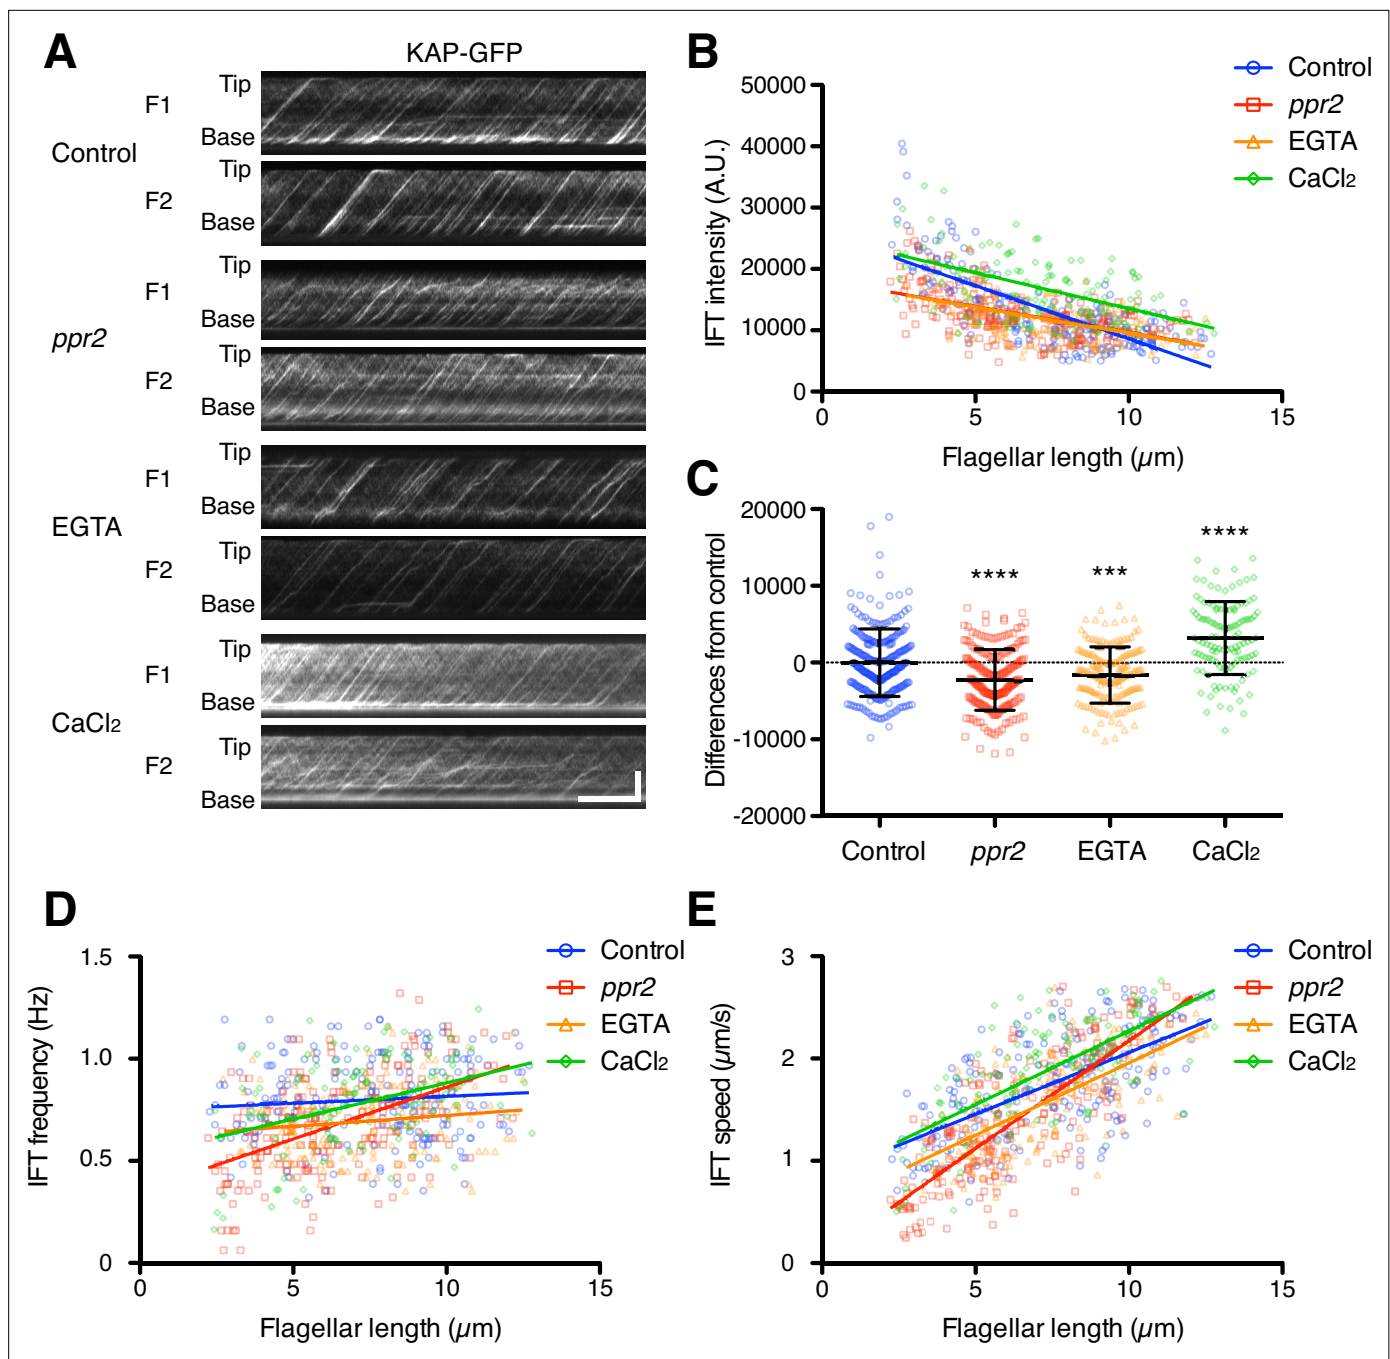 A
KAP-GFP
Control
F1
Tip
Base
F2
Tip
Base
ppr2
F1
Tip
Base
F2
Tip
Base
EGTA
F1
Tip
Base
F2
Tip
Base
CaCl2
F1
Tip
Base
F2
Tip
Base
B
Control
ppr2
EGTA
CaCl2
IFT intensity (A.U.)
50000
40000
30000
20000
10000
0
0 5 10 15
Flagellar length (µm)
C
Differences from control
20000
10000
0
-10000
-20000
**** *** ****
Control ppr2 EGTA CaCl2
D
Control
ppr2
EGTA
CaCl2
IFT frequency (Hz)
1.5
1.0
0.5
0
0 5 10 15
Flagellar length (µm)
E
Control
ppr2
EGTA
CaCl2
IFT speed (µm/s)
3
2
1
0
0 5 10 15
Flagellar length (µm)